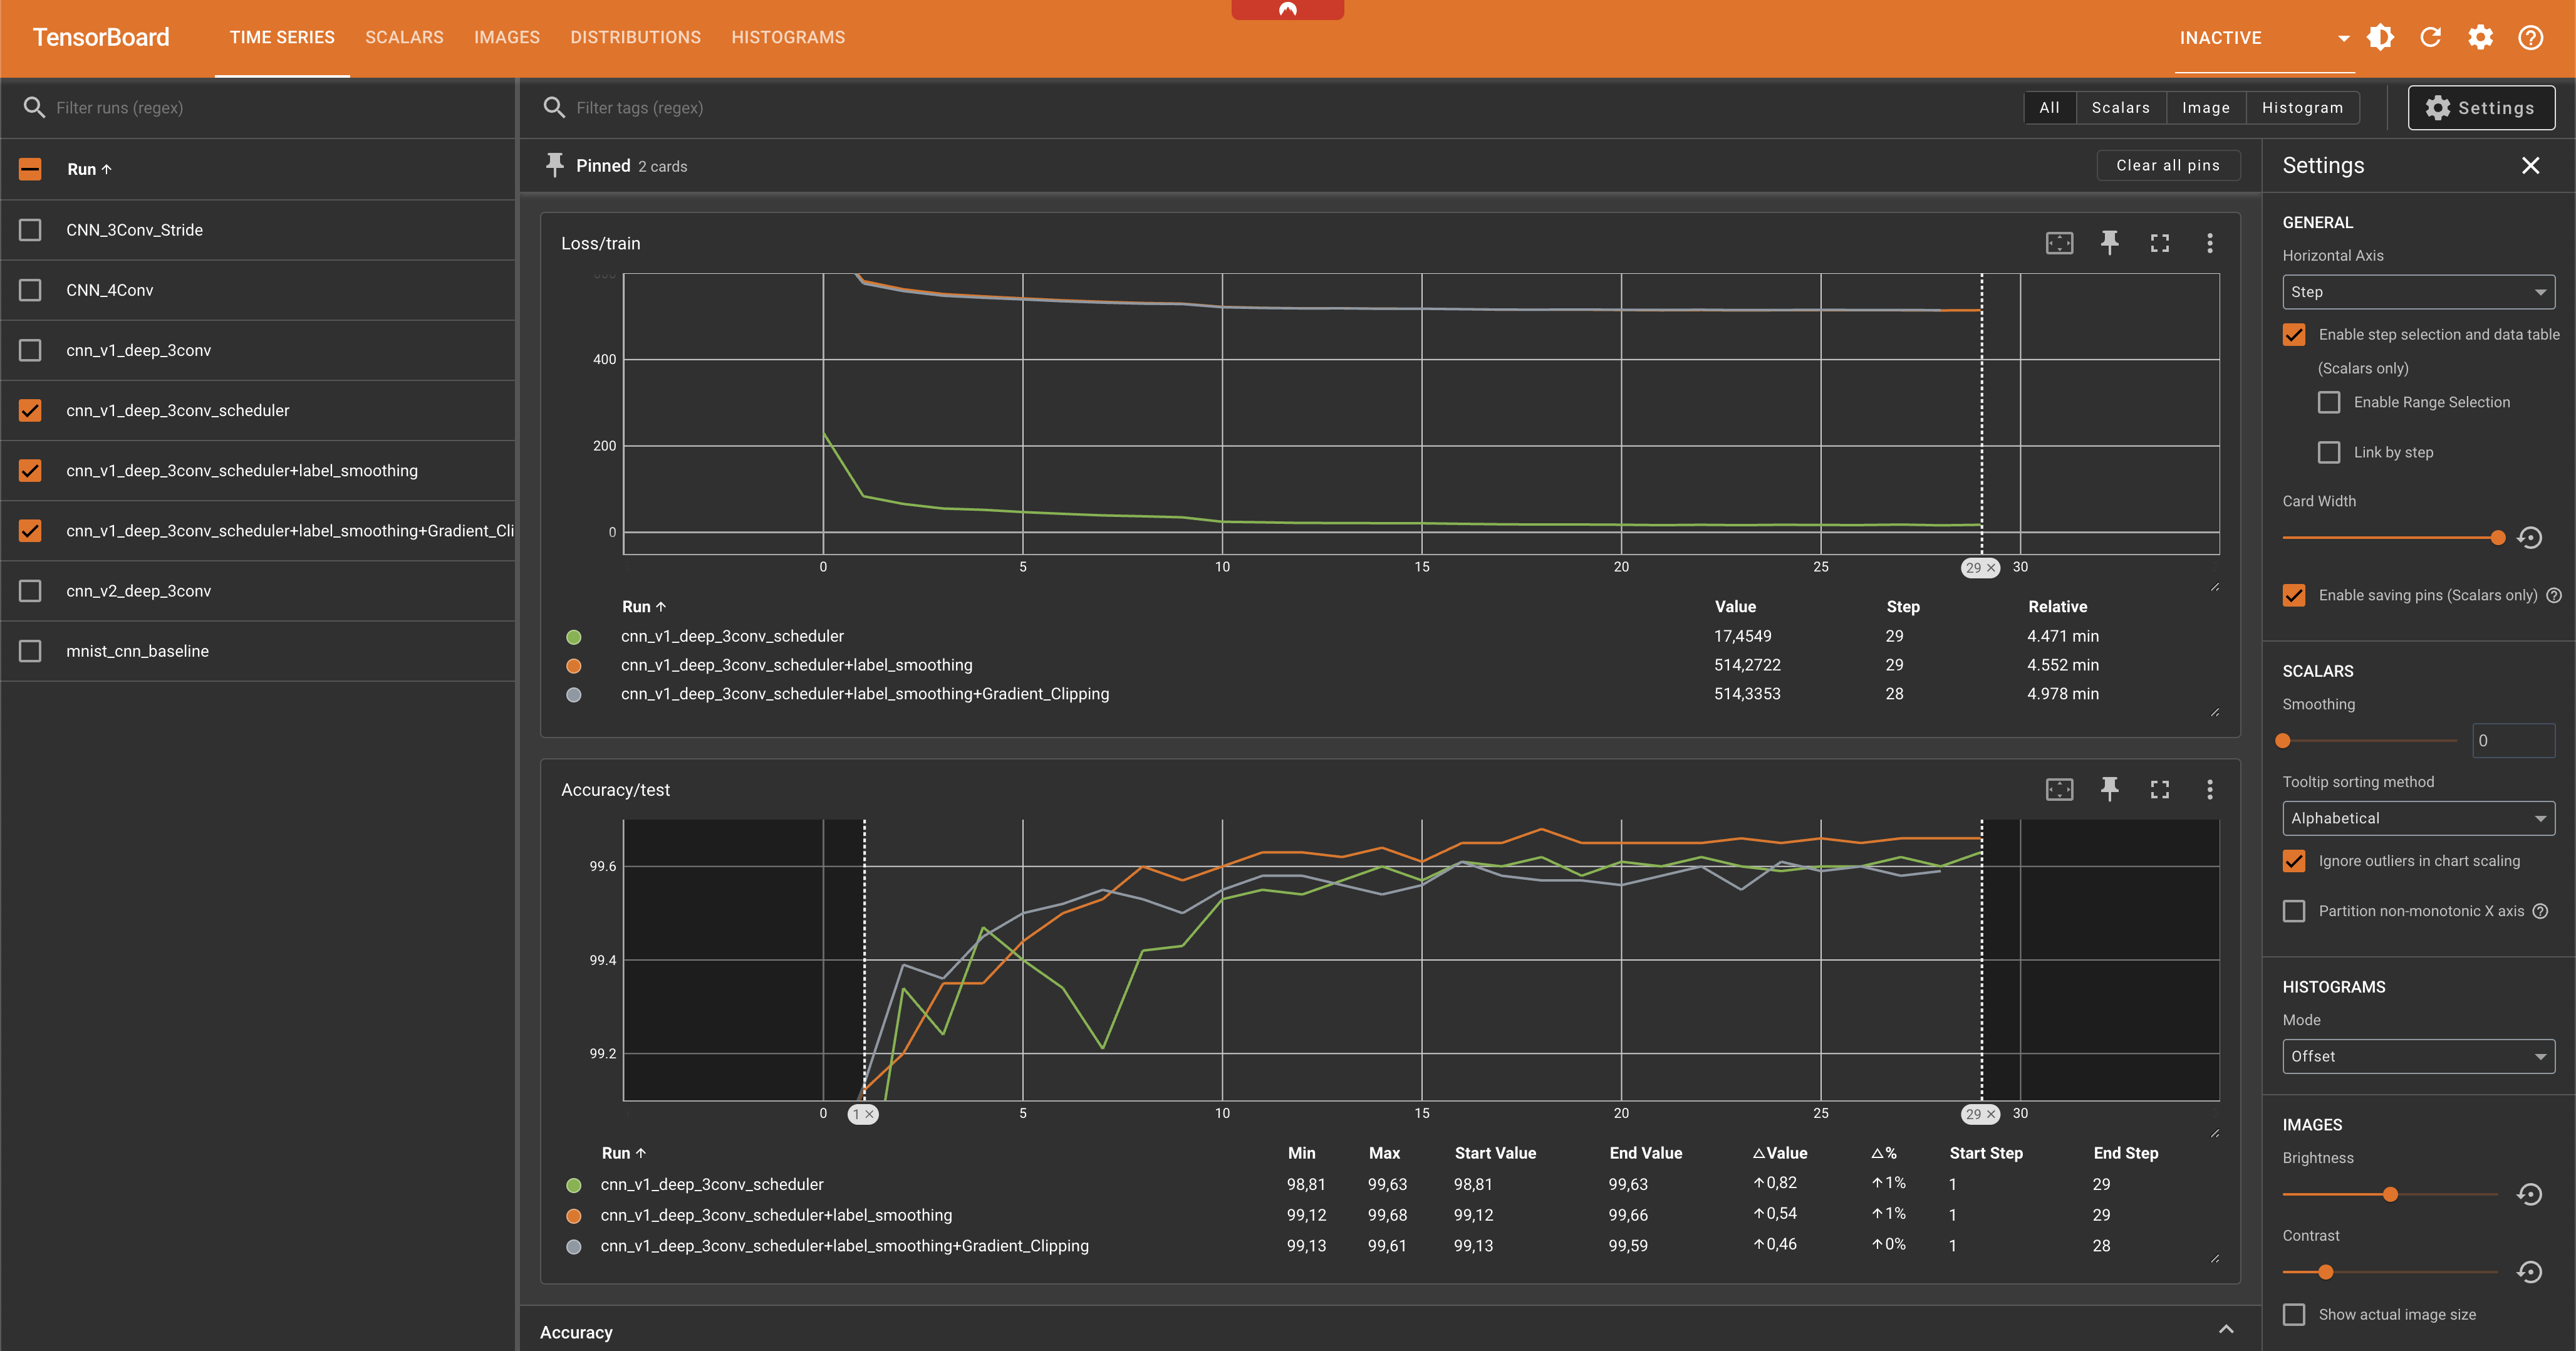 TensorBoard
TIME SERIES
SCALARS
IMAGES
DISTRIBUTIONS
HISTOGRAMS
INACTIVE
Filter runs (regex)
Run ↑
CNN_3Conv_Stride
CNN_4Conv
cnn_v1_deep_3conv
cnn_v1_deep_3conv_scheduler
cnn_v1_deep_3conv_scheduler+label_smoothing
cnn_v1_deep_3conv_scheduler+label_smoothing+Gradient_Cli
cnn_v2_deep_3conv
mnist_cnn_baseline
Filter tags (regex)
All
Scalars
Image
Histogram
Settings
Pinned 2 cards
Clear all pins
Loss/train
400
200
0
0 5 10 15 20 25 29 × 30
Run ↑ Value Step Relative
cnn_v1_deep_3conv_scheduler 17,4549 29 4.471 min
cnn_v1_deep_3conv_scheduler+label_smoothing 514,2722 29 4.552 min
cnn_v1_deep_3conv_scheduler+label_smoothing+Gradient_Clipping 514,3353 28 4.978 min
Accuracy/test
99.6
99.4
99.2
0 1 × 5 10 15 20 25 29 × 30
Run ↑ Min Max Start Value End Value △Value △% Start Step End Step
cnn_v1_deep_3conv_scheduler 98,81 99,63 98,81 99,63 ↑0,82 ↑1% 1 29
cnn_v1_deep_3conv_scheduler+label_smoothing 99,12 99,68 99,12 99,66 ↑0,54 ↑1% 1 29
cnn_v1_deep_3conv_scheduler+label_smoothing+Gradient_Clipping 99,13 99,61 99,13 99,59 ↑0,46 ↑0% 1 28
Accuracy
Settings
GENERAL
Horizontal Axis
Step
Enable step selection and data table
(Scalars only)
Enable Range Selection
Link by step
Card Width
Enable saving pins (Scalars only)
SCALARS
Smoothing
0
Tooltip sorting method
Alphabetical
Ignore outliers in chart scaling
Partition non-monotonic X axis
HISTOGRAMS
Mode
Offset
IMAGES
Brightness
Contrast
Show actual image size